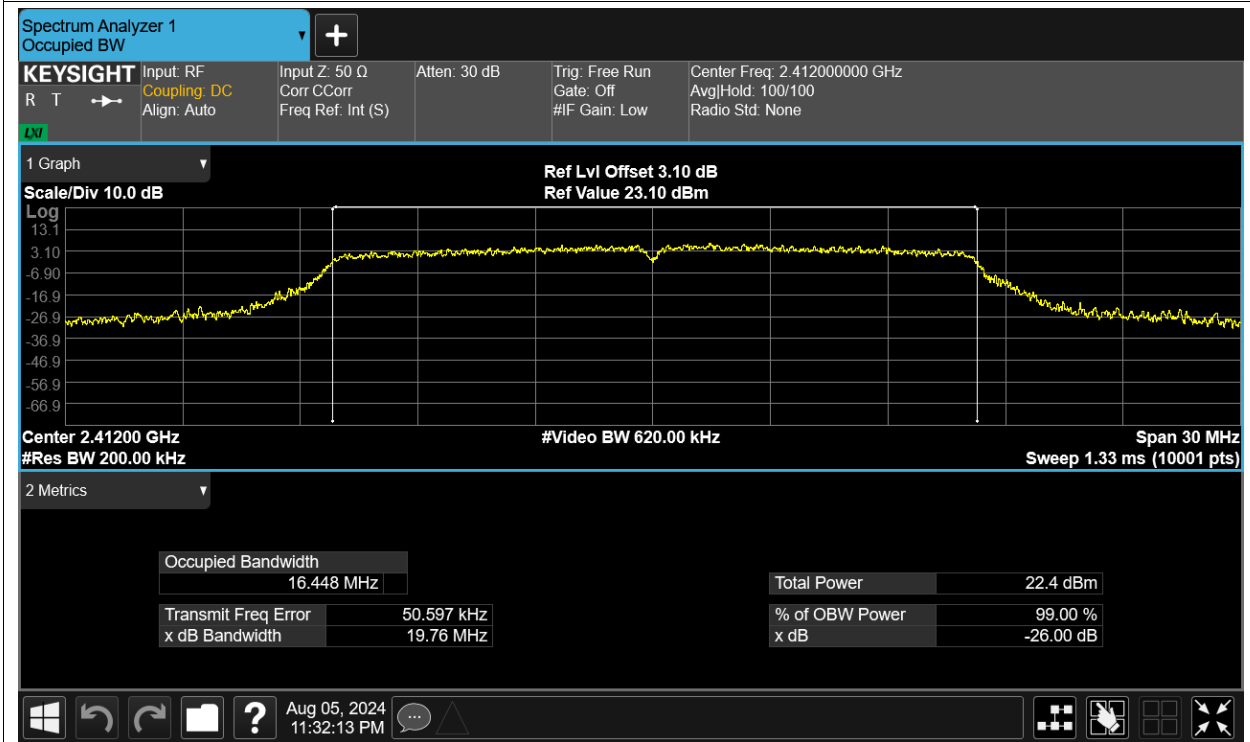 Spectrum Analyzer 1
Occupied BW
KEYSIGHT
R T
LXI
Input: RF
Coupling: DC
Align: Auto
Input Z: 50 Ω
Corr CCorr
Freq Ref: Int (S)
Atten: 30 dB
Trig: Free Run
Gate: Off
#IF Gain: Low
Center Freq: 2.412000000 GHz
Avg|Hold: 100/100
Radio Std: None
1 Graph
Scale/Div 10.0 dB
Ref Lvl Offset 3.10 dB
Ref Value 23.10 dBm
Log
13.1
3.10
-6.90
-16.9
-26.9
-36.9
-46.9
-56.9
-66.9
Center 2.41200 GHz
#Res BW 200.00 kHz
#Video BW 620.00 kHz
Span 30 MHz
Sweep 1.33 ms (10001 pts)
2 Metrics
Occupied Bandwidth
16.448 MHz
Transmit Freq Error 50.597 kHz
x dB Bandwidth 19.76 MHz
Total Power 22.4 dBm
% of OBW Power 99.00 %
x dB -26.00 dB
?
Aug 05, 2024
11:32:13 PM